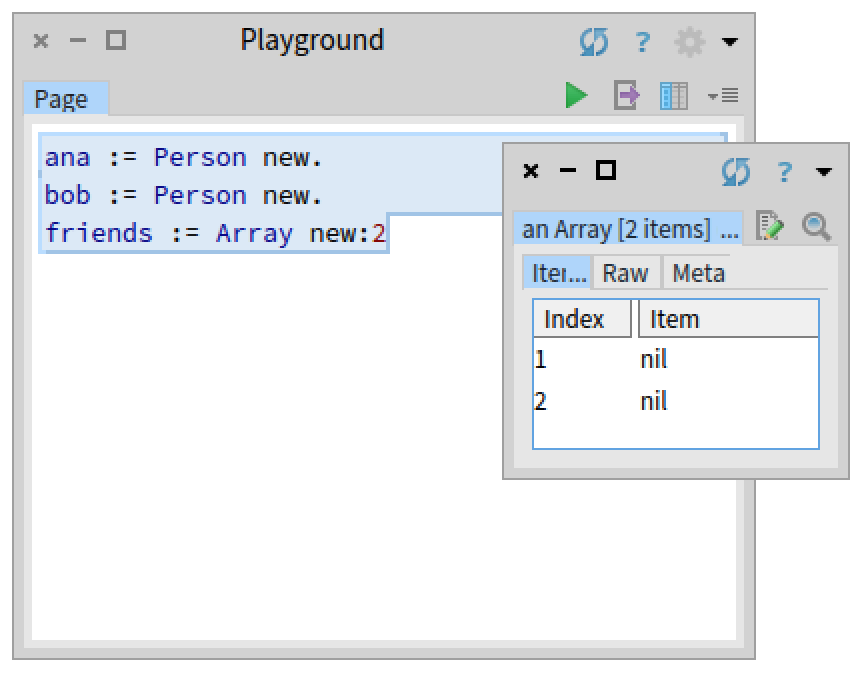 Playground
?
Page
ana := Person new.
bob := Person new.
friends := Array new:2
?
an Array [2 items] ...
Iter... Raw Meta
Index Item
1 nil
2 nil